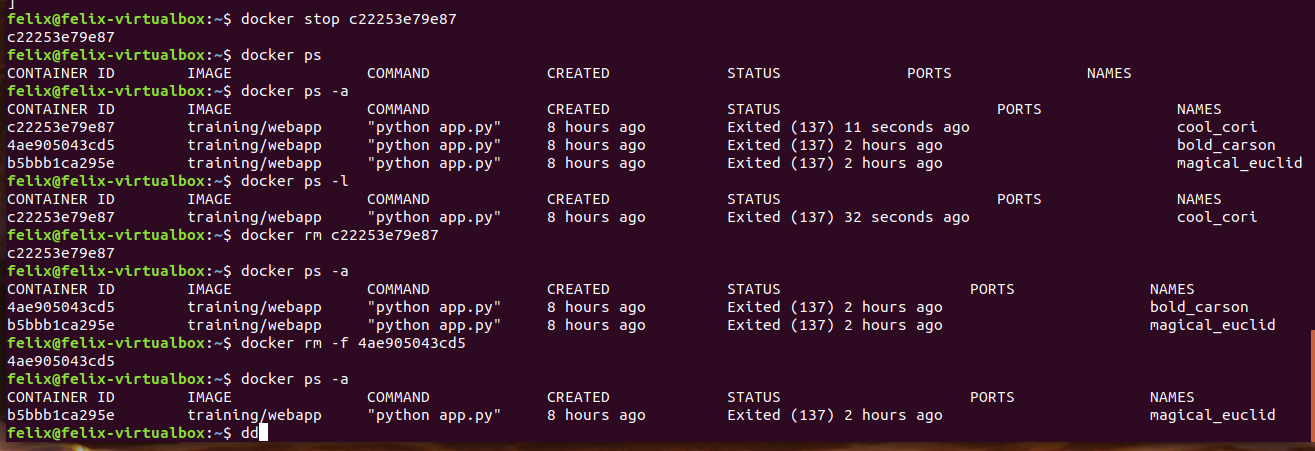 ]
felix@felix-virtualbox:~$ docker stop c22253e79e87
c22253e79e87
felix@felix-virtualbox:~$ docker ps
CONTAINER ID        IMAGE               COMMAND             CREATED             STATUS              PORTS               NAMES
felix@felix-virtualbox:~$ docker ps -a
CONTAINER ID        IMAGE               COMMAND             CREATED             STATUS                        PORTS               NAMES
c22253e79e87        training/webapp     "python app.py"     8 hours ago         Exited (137) 11 seconds ago                       cool_cori
4ae905043cd5        training/webapp     "python app.py"     8 hours ago         Exited (137) 2 hours ago                          bold_carson
b5bbb1ca295e        training/webapp     "python app.py"     8 hours ago         Exited (137) 2 hours ago                          magical_euclid
felix@felix-virtualbox:~$ docker ps -l
CONTAINER ID        IMAGE               COMMAND             CREATED             STATUS                        PORTS               NAMES
c22253e79e87        training/webapp     "python app.py"     8 hours ago         Exited (137) 32 seconds ago                       cool_cori
felix@felix-virtualbox:~$ docker rm c22253e79e87
c22253e79e87
felix@felix-virtualbox:~$ docker ps -a
CONTAINER ID        IMAGE               COMMAND             CREATED             STATUS                     PORTS               NAMES
4ae905043cd5        training/webapp     "python app.py"     8 hours ago         Exited (137) 2 hours ago                       bold_carson
b5bbb1ca295e        training/webapp     "python app.py"     8 hours ago         Exited (137) 2 hours ago                       magical_euclid
felix@felix-virtualbox:~$ docker rm -f 4ae905043cd5
4ae905043cd5
felix@felix-virtualbox:~$ docker ps -a
CONTAINER ID        IMAGE               COMMAND             CREATED             STATUS                     PORTS               NAMES
b5bbb1ca295e        training/webapp     "python app.py"     8 hours ago         Exited (137) 2 hours ago                       magical_euclid
felix@felix-virtualbox:~$ dd